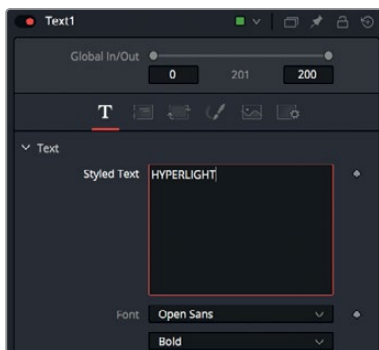 Text1
Global In/Out
0 201 200
T
Text
Styled Text HYPERLIGHT
Font Open Sans
Bold